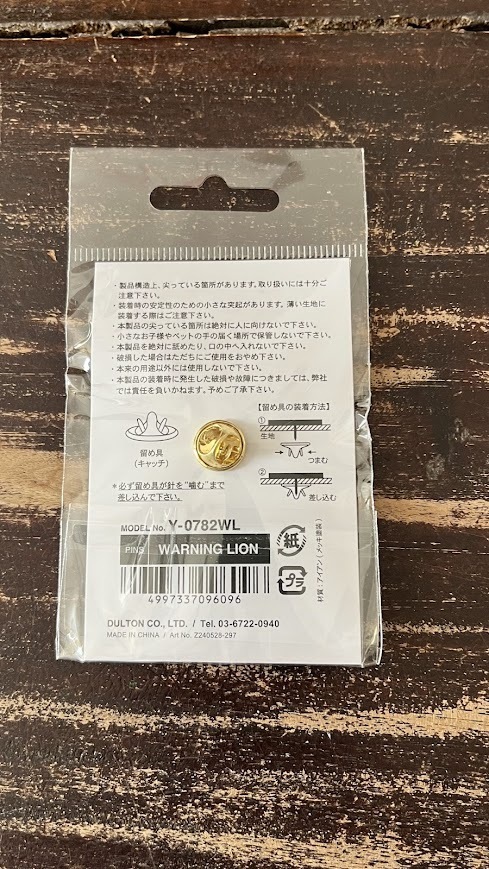 ・製品構造上、尖っている箇所があります。取り扱いには十分ご
注意下さい。
・装着時の安定性のための小さな突起があります。薄い生地に
装着する際はご注意下さい。
・本製品の尖っている箇所は絶対に人に向けないで下さい。
・小さなお子様やペットの手の届く場所で保管しないで下さい。
・本製品を絶対に舐めたり、口の中へ入れないで下さい。
・破損した場合はただちにご使用をおやめ下さい。
・本来の用途以外には使用しないで下さい。
・本製品の装着時に発生した破損や故障につきましては、弊社
では責任を負いかねます。予めご了承下さい。
【留め具の装着方法】
①
生地
つまむ
②
差し込む
留め具
(キャッチ)
＊必ず留め具が針を"噛む"まで
差し込んで下さい。
MODEL No. Y-0782WL
PINS WARNING LION
4997337096096
紙
プラ
材質：アイアン(メッキ塗装)
DULTON CO., LTD. / Tel. 03-6722-0940
MADE IN CHINA / Art No. Z240528-297